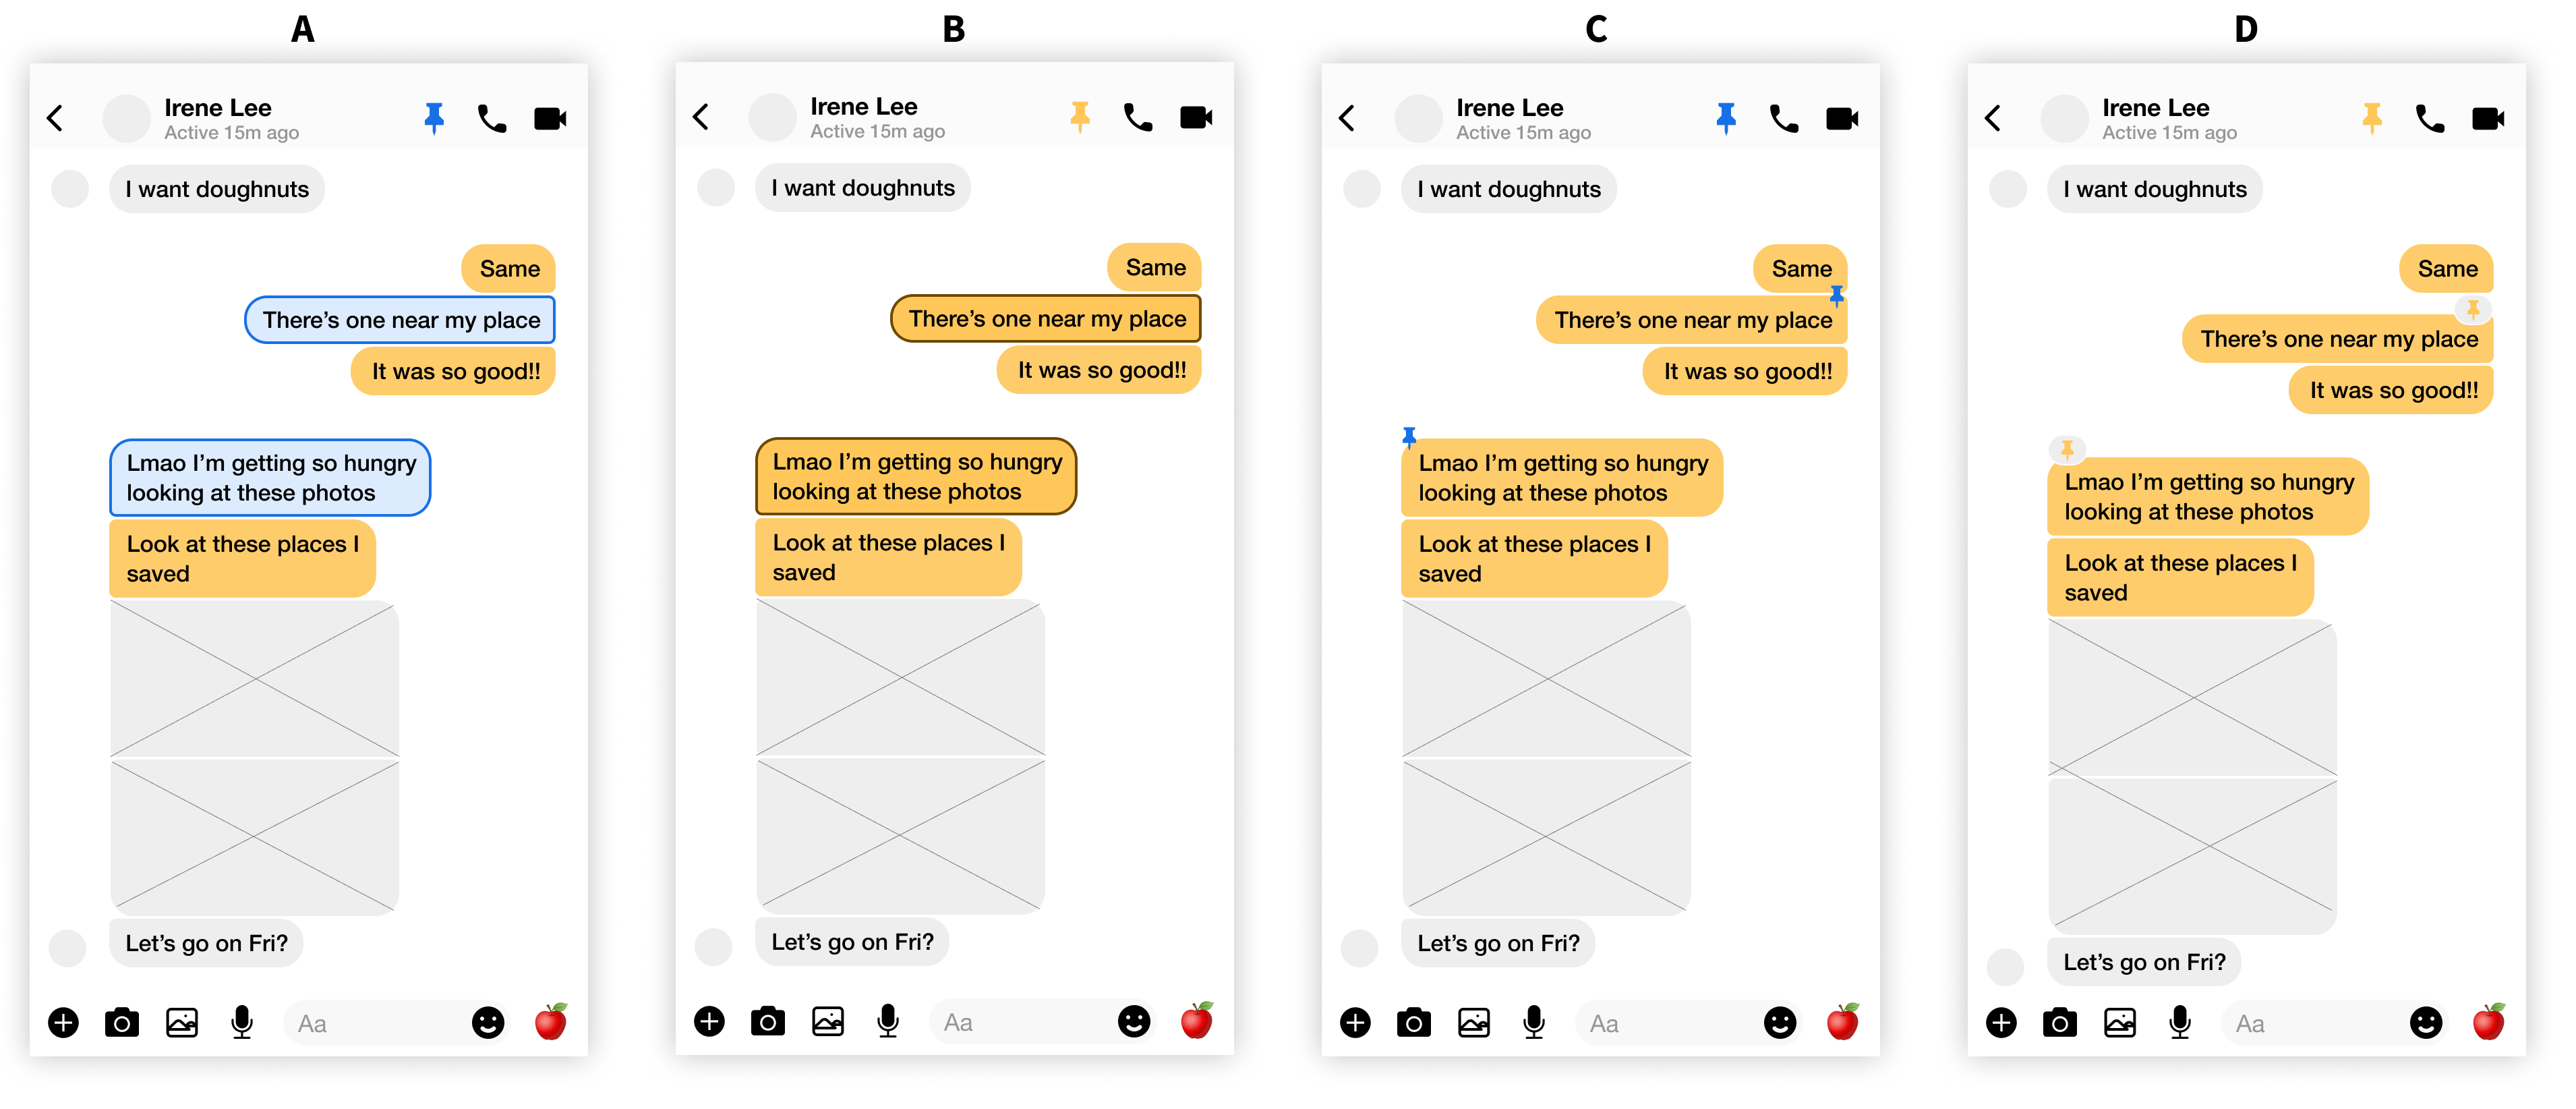 A
Irene Lee
Active 15m ago
I want doughnuts
Same
There's one near my place
It was so good!!
Lmao I'm getting so hungry
looking at these photos
Look at these places I
saved
Let's go on Fri?
Aa
B
Irene Lee
Active 15m ago
I want doughnuts
Same
There's one near my place
It was so good!!
Lmao I'm getting so hungry
looking at these photos
Look at these places I
saved
Let's go on Fri?
Aa
C
Irene Lee
Active 15m ago
I want doughnuts
Same
There's one near my place
It was so good!!
Lmao I'm getting so hungry
looking at these photos
Look at these places I
saved
Let's go on Fri?
Aa
D
Irene Lee
Active 15m ago
I want doughnuts
Same
There's one near my place
It was so good!!
Lmao I'm getting so hungry
looking at these photos
Look at these places I
saved
Let's go on Fri?
Aa